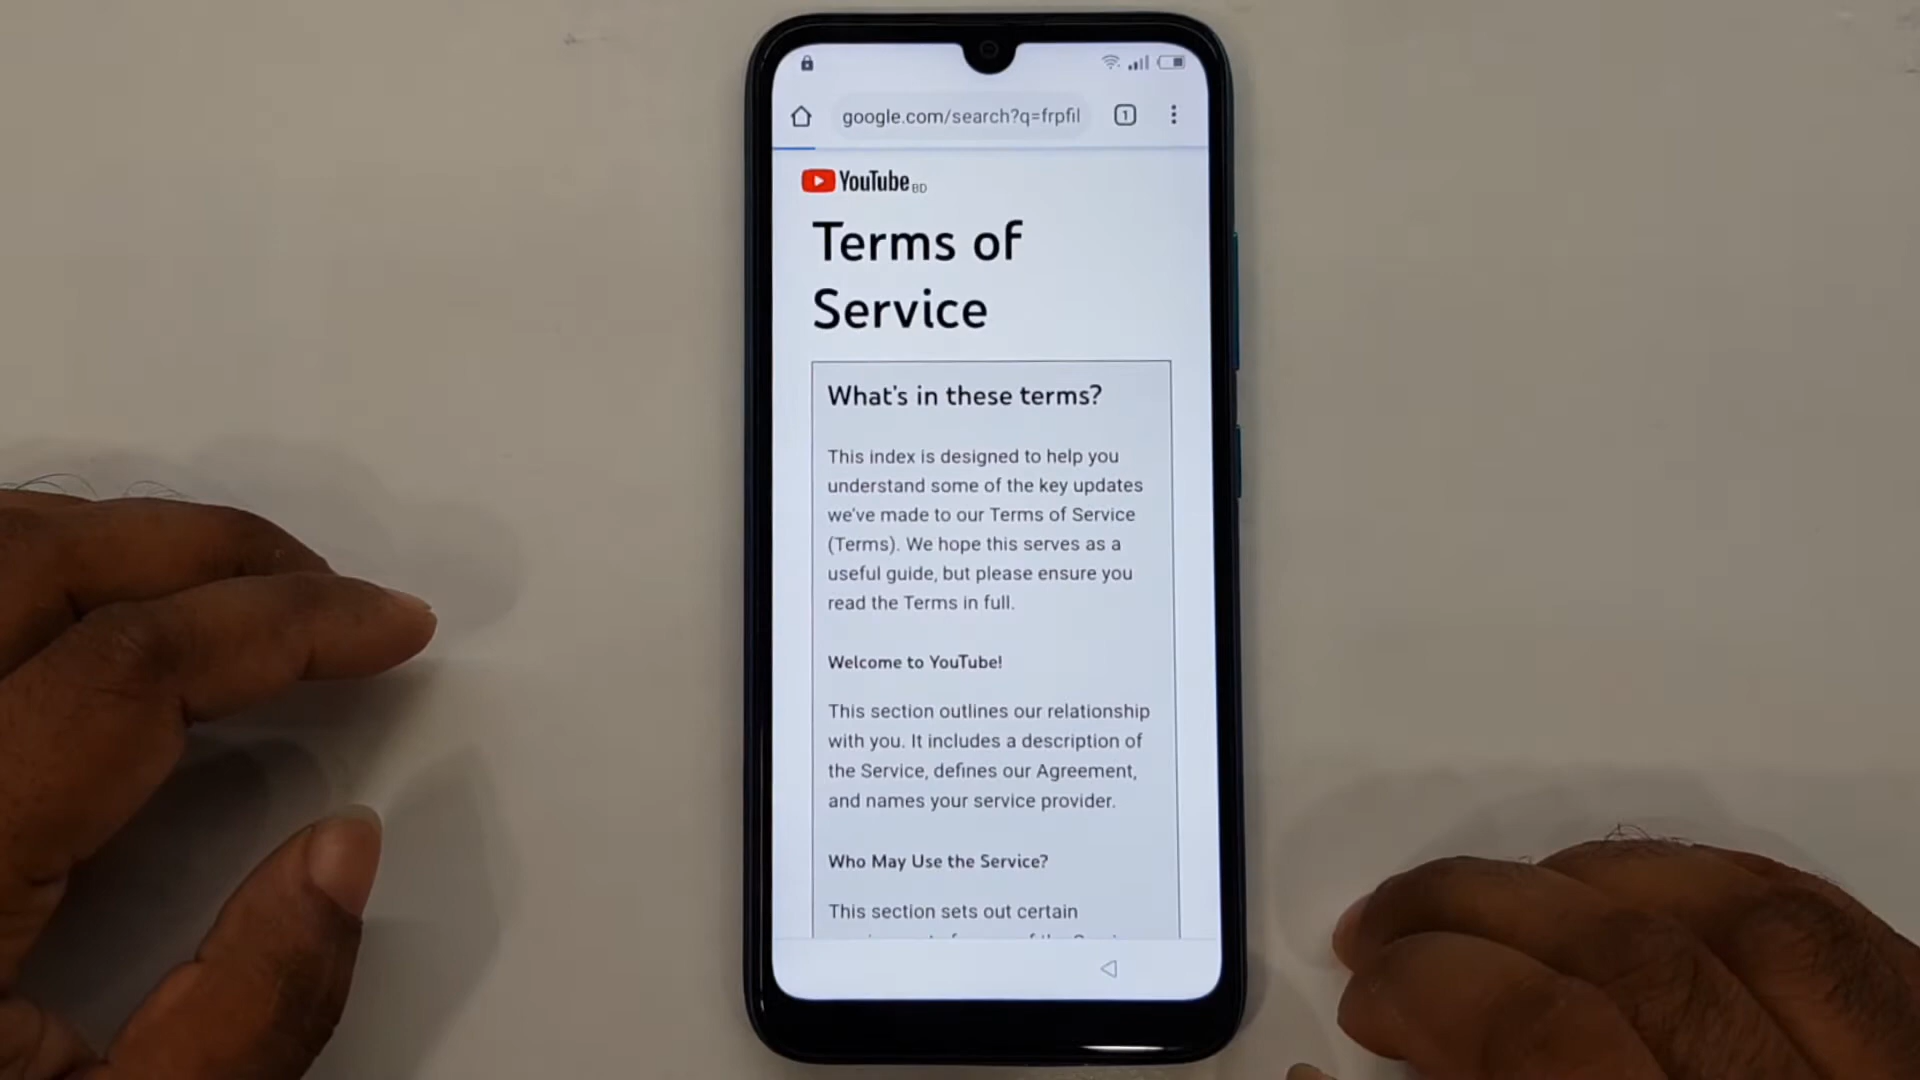 google.com/search?q=frpfil
1
YouTube BD
Terms of
Service
What's in these terms?
This index is designed to help you
understand some of the key updates
we've made to our Terms of Service
(Terms). We hope this serves as a
useful guide, but please ensure you
read the Terms in full.
Welcome to YouTube!
This section outlines our relationship
with you. It includes a description of
the Service, defines our Agreement,
and names your service provider.
Who May Use the Service?
This section sets out certain